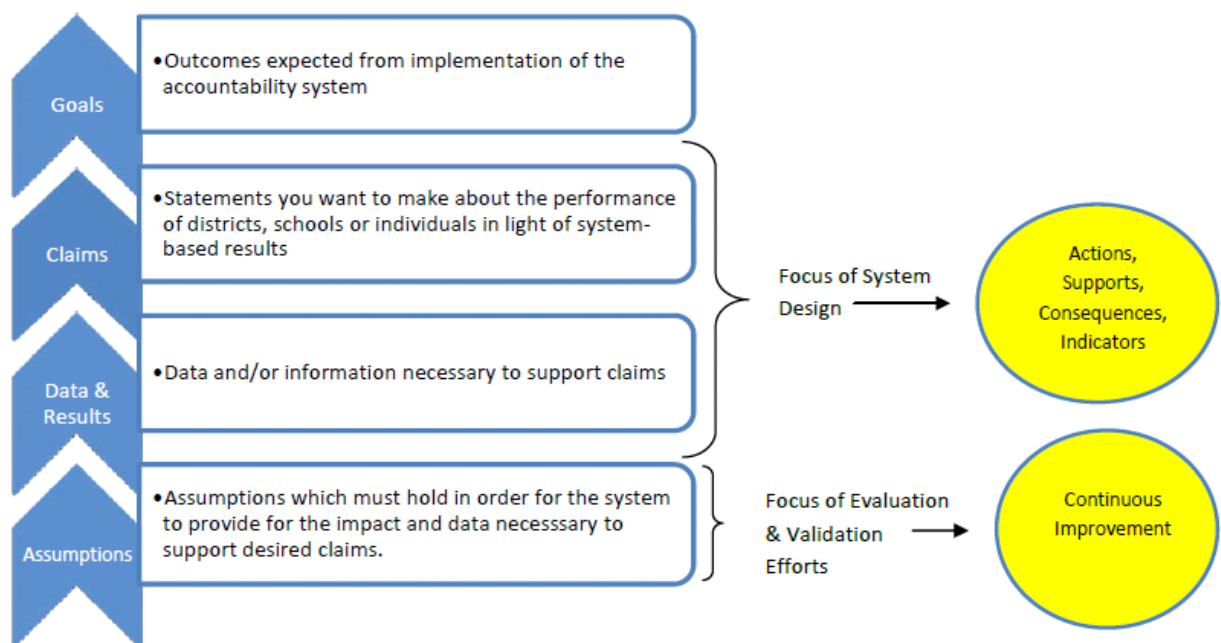 Goals
•Outcomes expected from implementation of the
accountability system
Claims
•Statements you want to make about the performance
of districts, schools or individuals in light of system-
based results
Data &
Results
•Data and/or information necessary to support claims
Assumptions
•Assumptions which must hold in order for the system
to provide for the impact and data necesssary to
support desired claims.
Focus of System
Design
Actions,
Supports,
Consequences,
Indicators
Focus of Evaluation
& Validation
Efforts
Continuous
Improvement